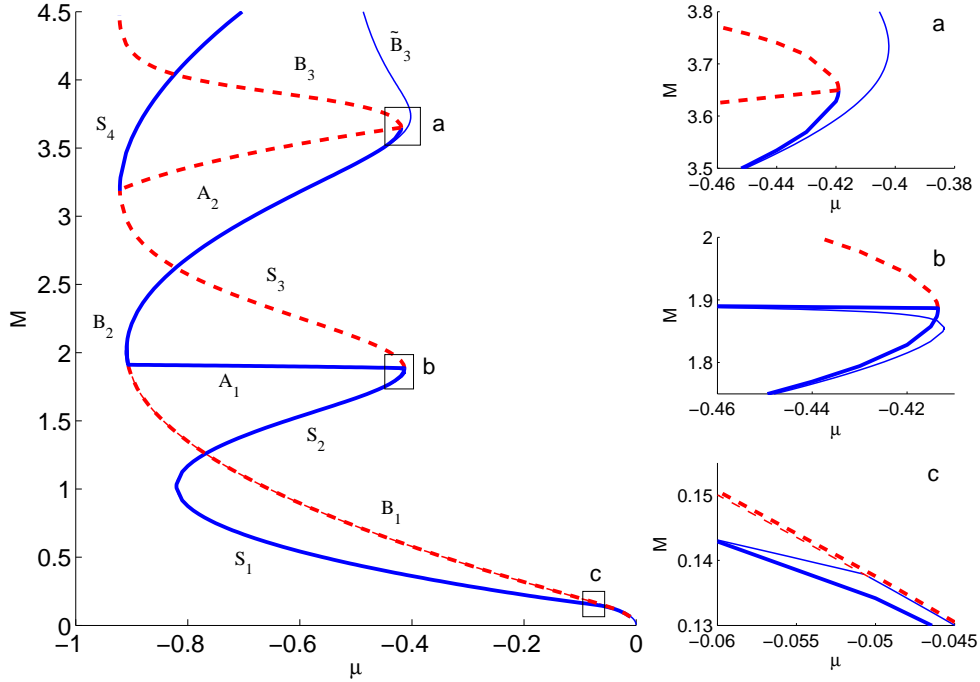 4.5
4
3.5
3
2.5
2
1.5
1
0.5
0
M
−1
−0.8
−0.6
−0.4
−0.2
0
μ
B̃3
B3
S4
a
A2
S3
B2
b
A1
S2
B1
S1
c
3.8
3.7
3.6
3.5
M
a
−0.46
−0.44
−0.42
−0.4
−0.38
μ
2
1.9
1.8
M
b
−0.46
−0.44
−0.42
μ
0.15
0.14
0.13
M
c
−0.06
−0.055
−0.05
−0.045
μ